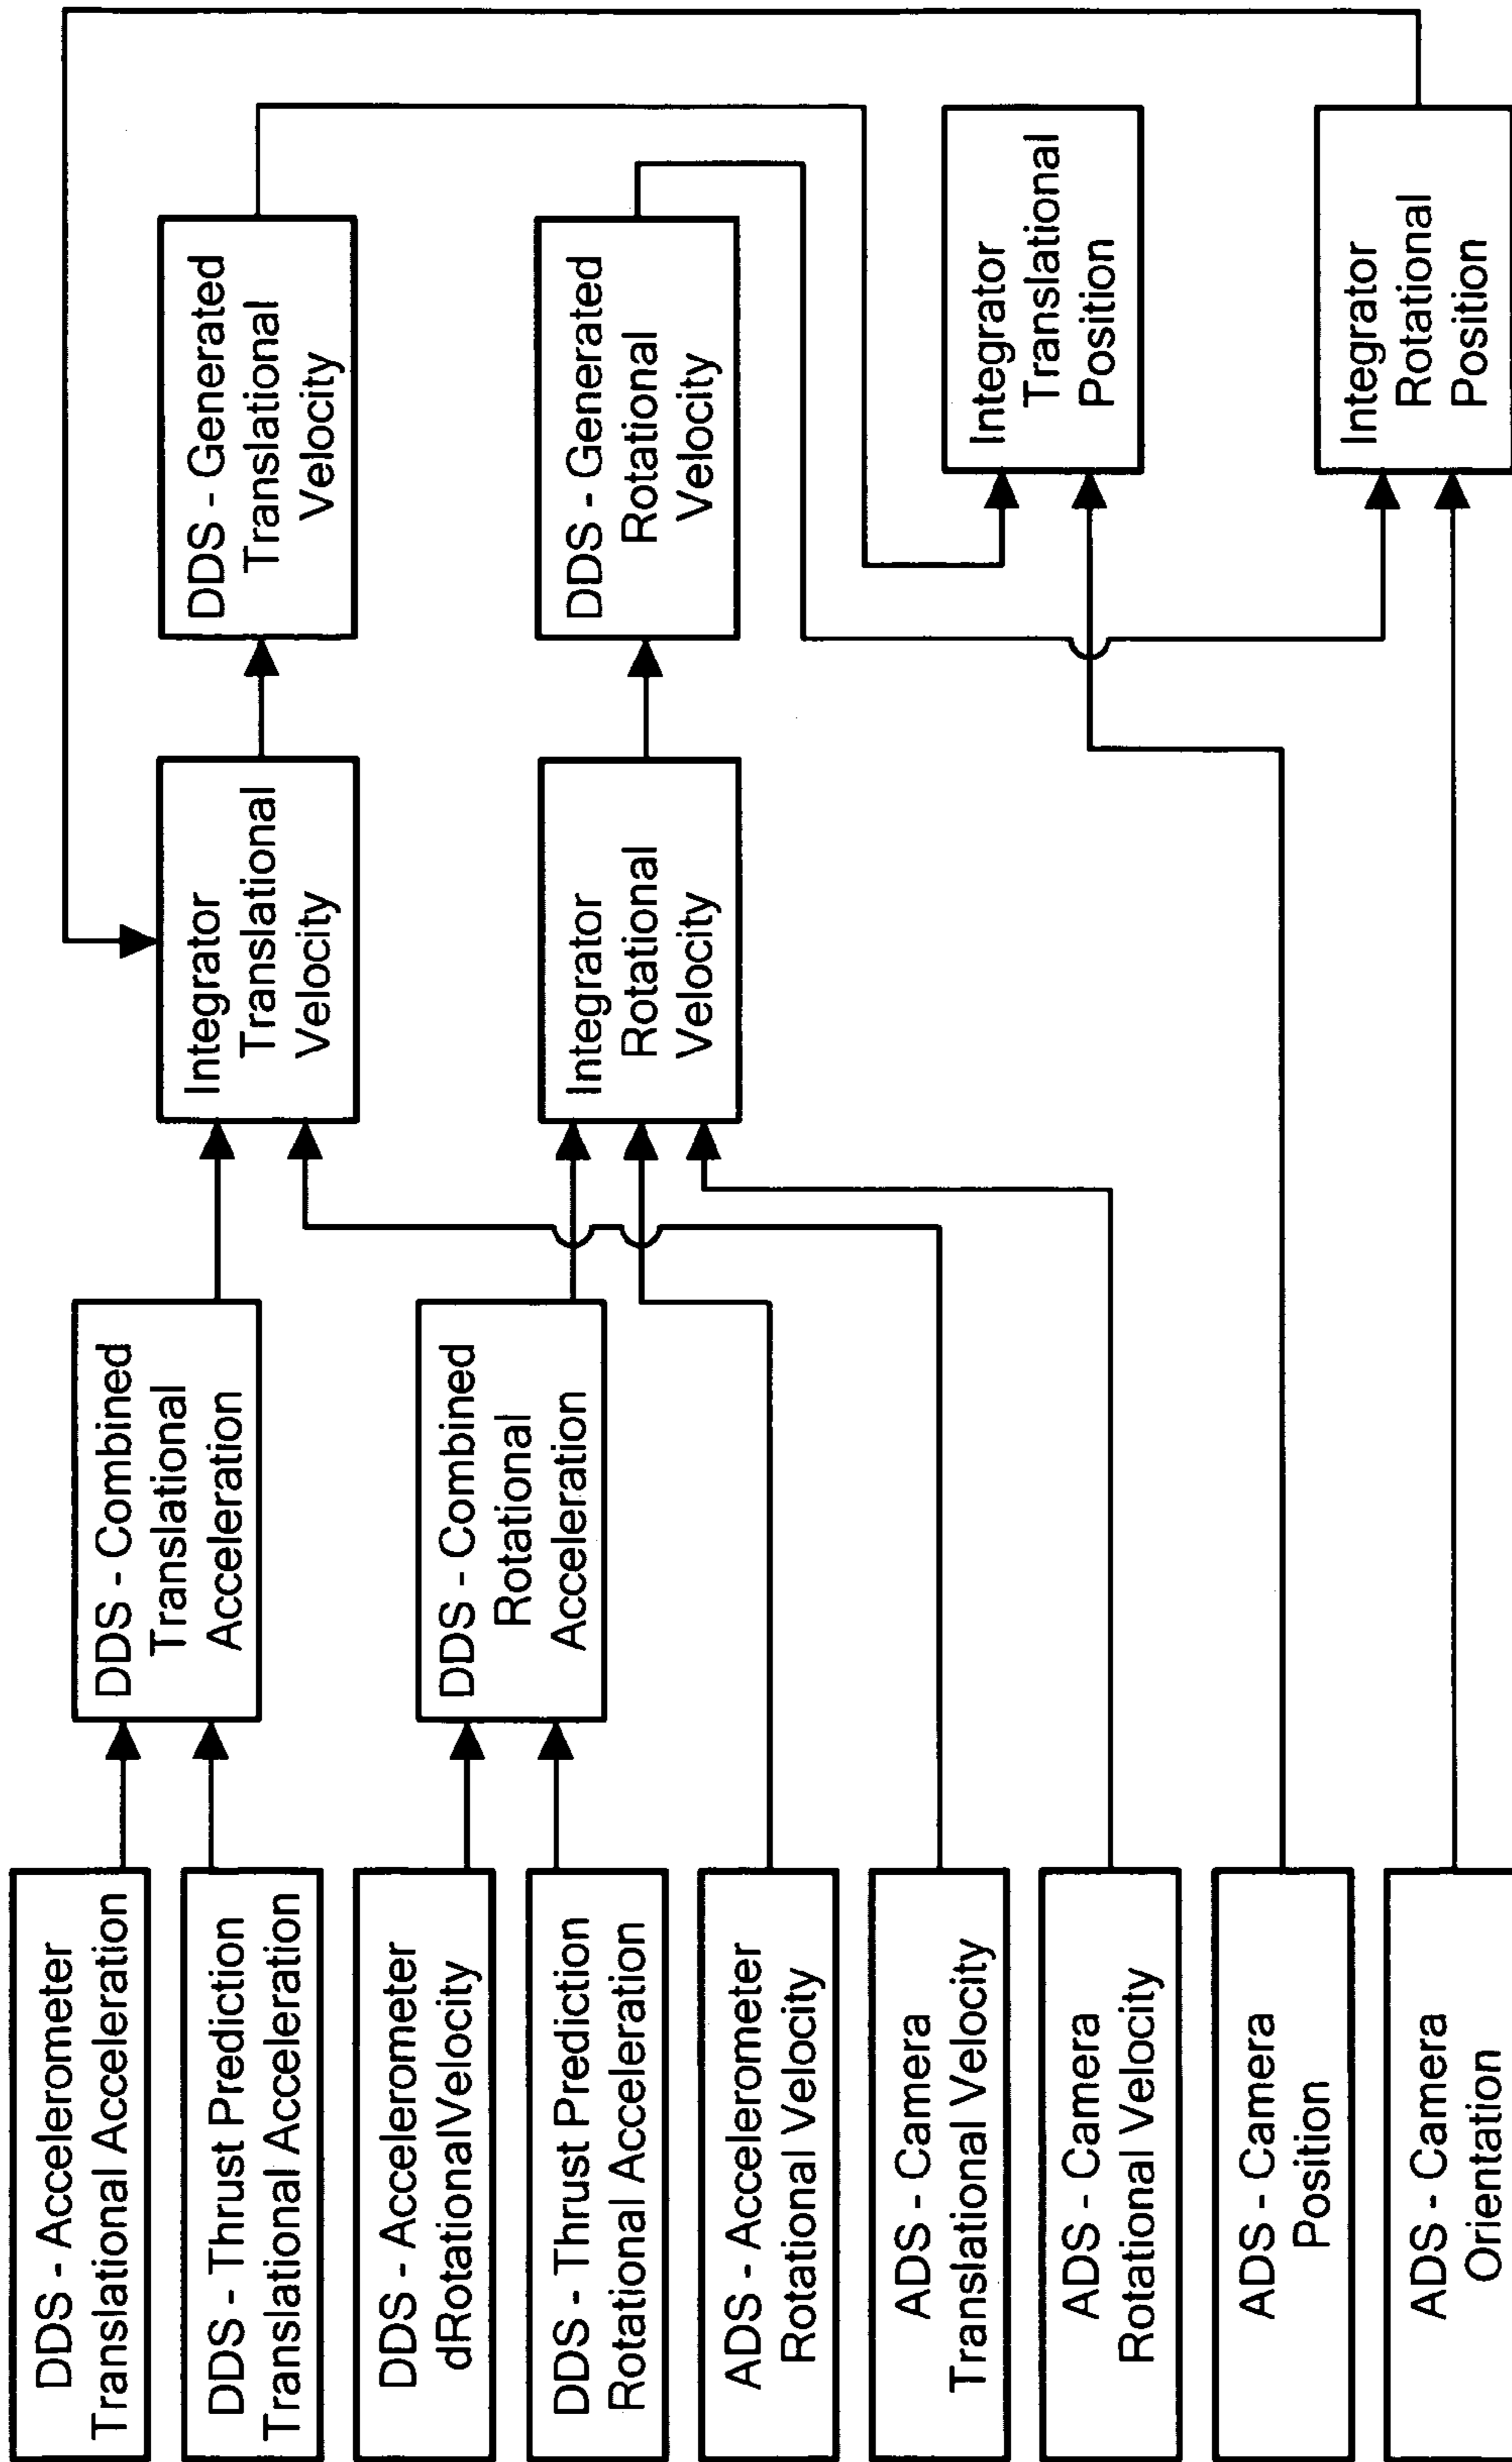 DDS - Accelerometer
Translational Acceleration
DDS - Thrust Prediction
Translational Acceleration
DDS - Accelerometer
dRotationalVelocity
DDS - Thrust Prediction
Rotational Acceleration
ADS - Accelerometer
Rotational Velocity
ADS - Camera
Translational Velocity
ADS - Camera
Rotational Velocity
ADS - Camera
Position
ADS - Camera
Orientation
DDS - Combined
Translational
Acceleration
DDS - Combined
Rotational
Acceleration
Integrator
Translational
Velocity
Integrator
Rotational
Velocity
DDS - Generated
Translational
Velocity
DDS - Generated
Rotational
Velocity
Integrator
Translational
Position
Integrator
Rotational
Position